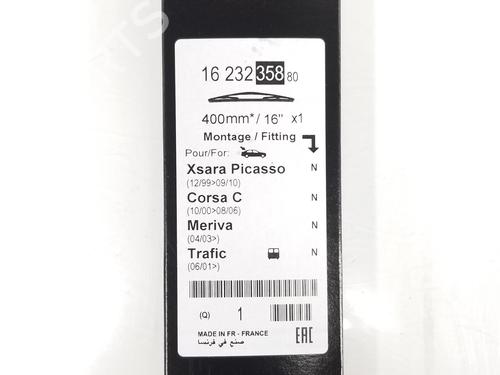 16 232 358 80
400mm*/ 16" x1
Montage / Fitting
Pour/For:
Xsara Picasso N
(12/99>09/10)
Corsa C N
(10/00>08/06)
Meriva N
(04/03>)
Trafic N
(06/01>)
(Q) 1
MADE IN FR - FRANCE
صنع في فرنسا
EAC